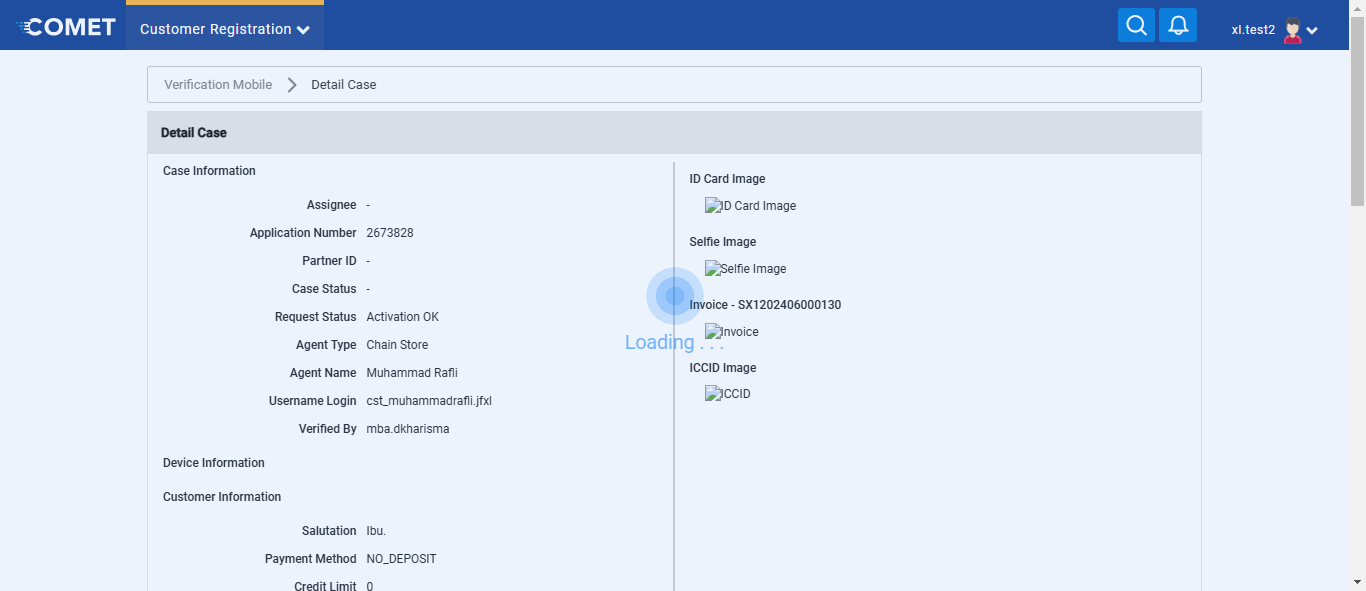 COMET
Customer Registration
xl.test2
Verification Mobile
Detail Case
Detail Case
Case Information
Assignee -
Application Number 2673828
Partner ID -
Case Status -
Request Status Activation OK
Agent Type Chain Store
Agent Name Muhammad Rafli
Username Login cst_muhammadrafli.jfxl
Verified By mba.dkharisma
Device Information
Customer Information
Salutation Ibu.
Payment Method NO_DEPOSIT
Credit Limit 0
ID Card Image
ID Card Image
Selfie Image
Selfie Image
Invoice - SX1202406000130
Invoice
ICCID Image
ICCID
Loading . . .